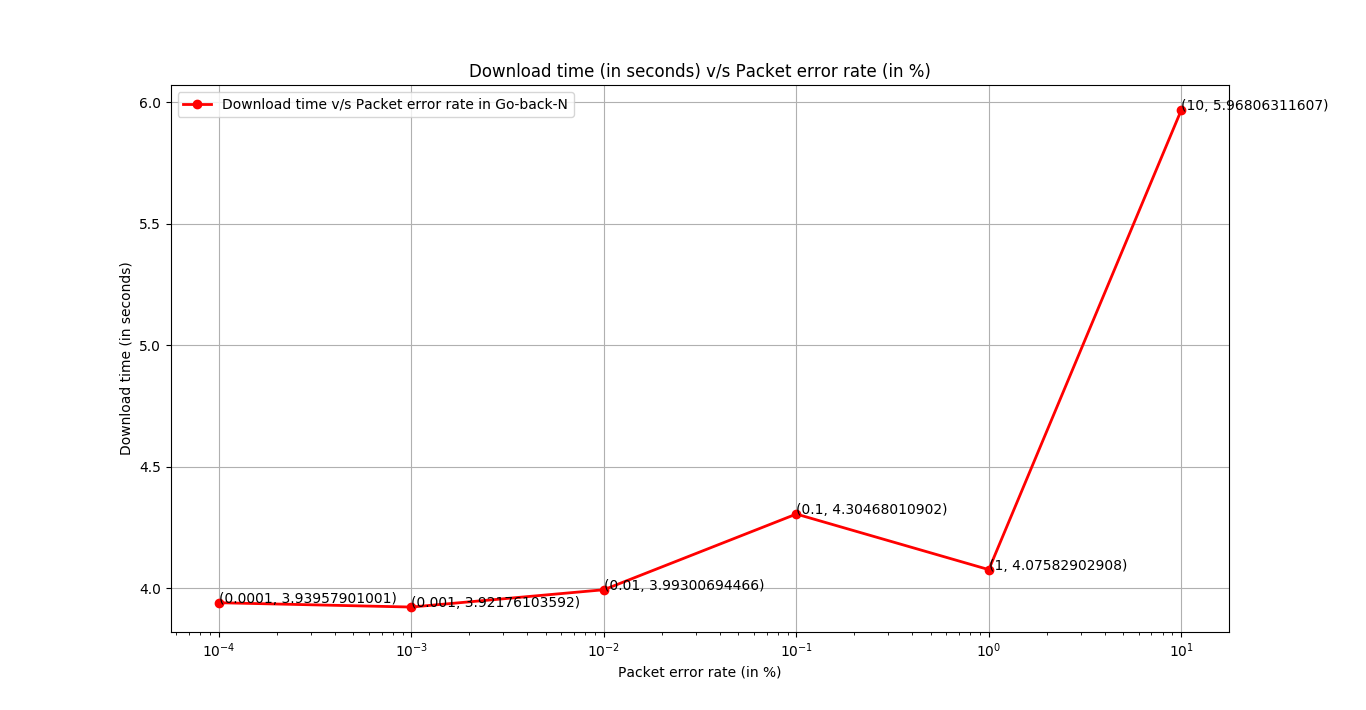 Download time (in seconds) v/s Packet error rate (in %)
Download time v/s Packet error rate in Go-back-N
6.0
5.5
5.0
4.5
4.0
Download time (in seconds)
(10, 5.96806311607)
(0.1, 4.30468010902)
(1, 4.07582902908)
(0.01, 3.99300694466)
(0.0001, 3.93957901001)
(0.001, 3.92176103592)
10⁻⁴ 10⁻³ 10⁻² 10⁻¹ 10⁰ 10¹
Packet error rate (in %)